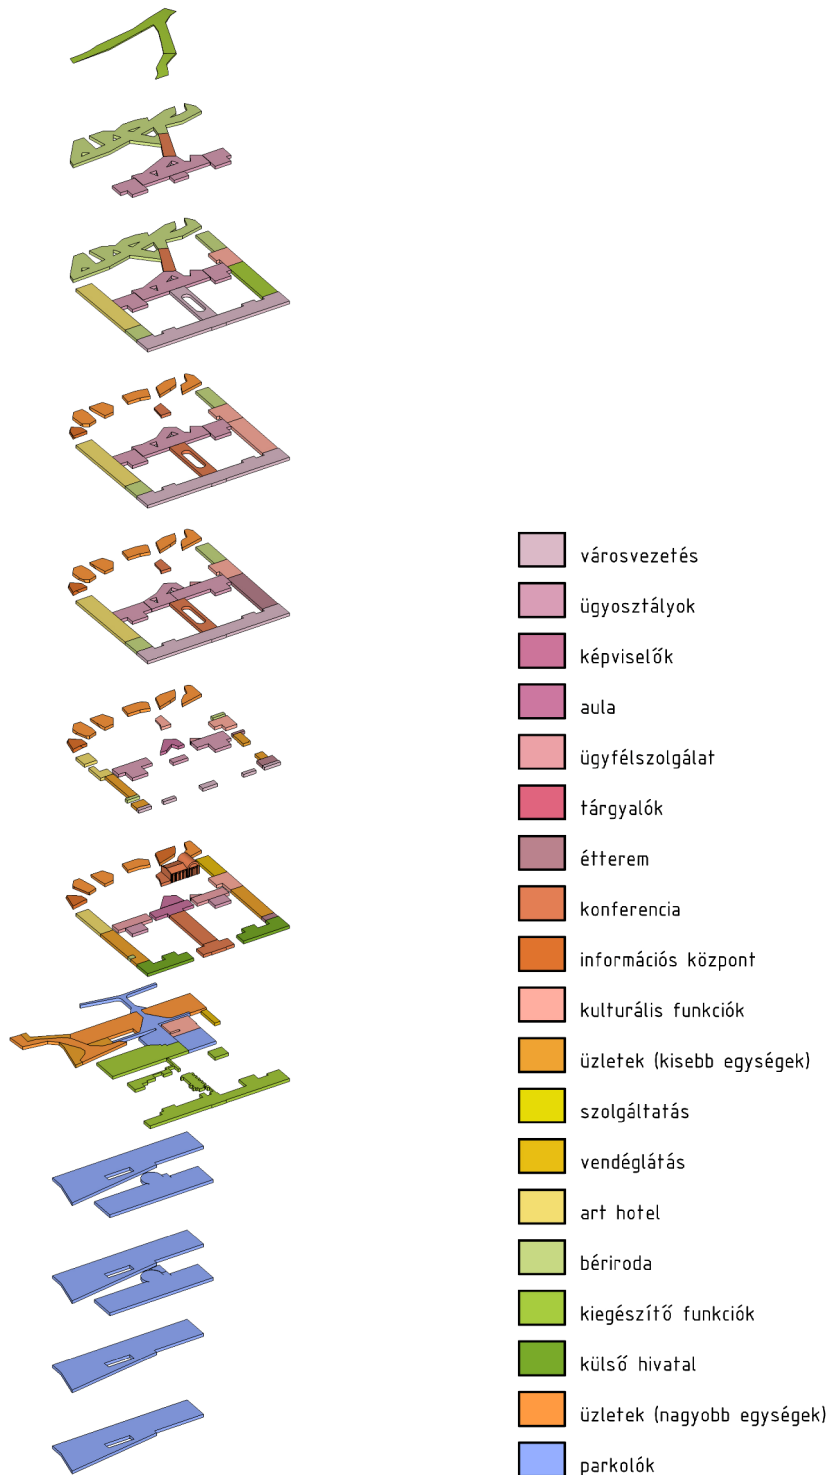 városvezetés
ügyosztályok
képviselők
aula
ügyfélszolgálat
tárgyalók
étterem
konferencia
információs központ
kulturális funkciók
üzletek (kisebb egységek)
szolgáltatás
vendéglátás
art hotel
bériroda
kiegészítő funkciók
külső hivatal
üzletek (nagyobb egységek)
parkolók